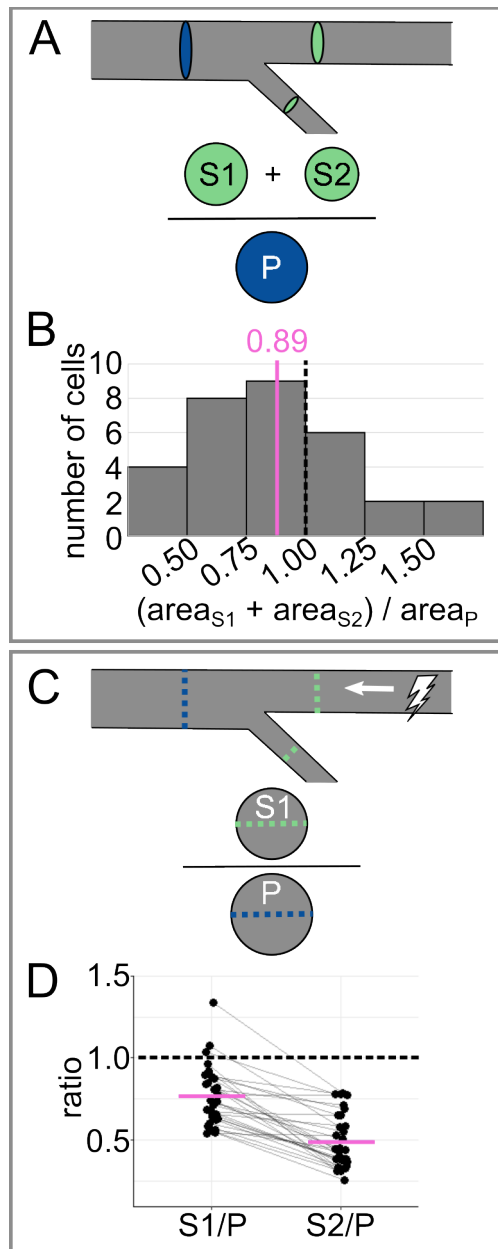 A
S1 + S2
P
B
0.89
number of cells
10
8
6
4
2
0
0.50 0.75 1.00 1.25 1.50
(areaS1 + areaS2) / areaP
C
S1
P
D
ratio
1.5
1.0
0.5
S1/P S2/P